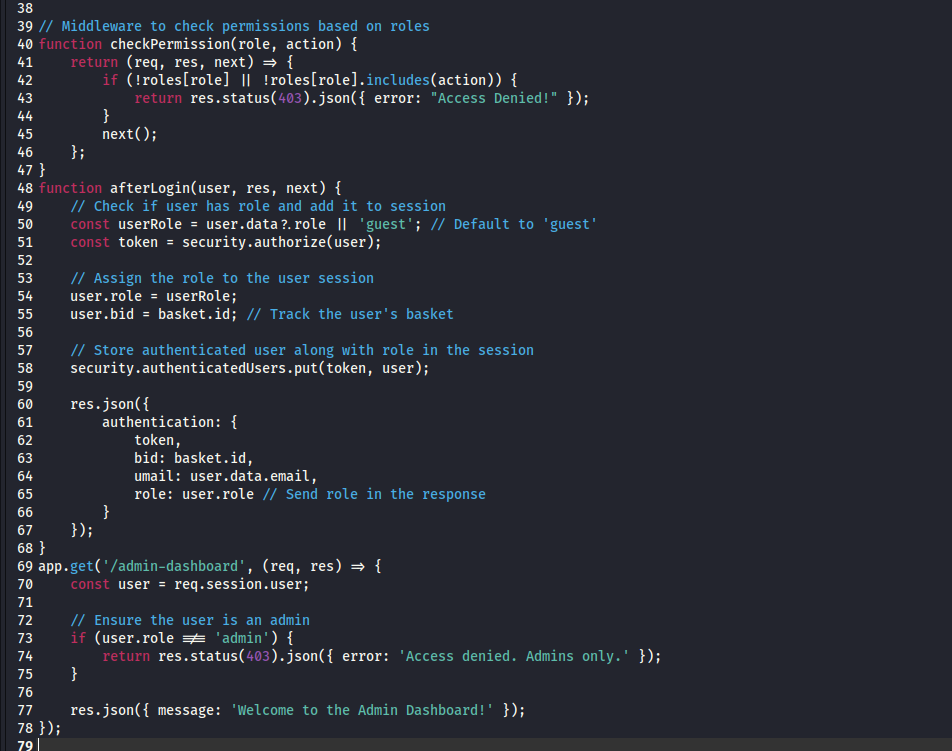 38
39 // Middleware to check permissions based on roles
40 function checkPermission(role, action) {
41     return (req, res, next) => {
42         if (!roles[role] || !roles[role].includes(action)) {
43             return res.status(403).json({ error: "Access Denied!" });
44         }
45         next();
46     };
47 }
48 function afterLogin(user, res, next) {
49     // Check if user has role and add it to session
50     const userRole = user.data?.role || 'guest'; // Default to 'guest'
51     const token = security.authorize(user);
52
53     // Assign the role to the user session
54     user.role = userRole;
55     user.bid = basket.id; // Track the user's basket
56
57     // Store authenticated user along with role in the session
58     security.authenticatedUsers.put(token, user);
59
60     res.json({
61         authentication: {
62             token,
63             bid: basket.id,
64             umail: user.data.email,
65             role: user.role // Send role in the response
66         }
67     });
68 }
69 app.get('/admin-dashboard', (req, res) => {
70     const user = req.session.user;
71
72     // Ensure the user is an admin
73     if (user.role !== 'admin') {
74         return res.status(403).json({ error: 'Access denied. Admins only.' });
75     }
76
77     res.json({ message: 'Welcome to the Admin Dashboard!' });
78 });
79